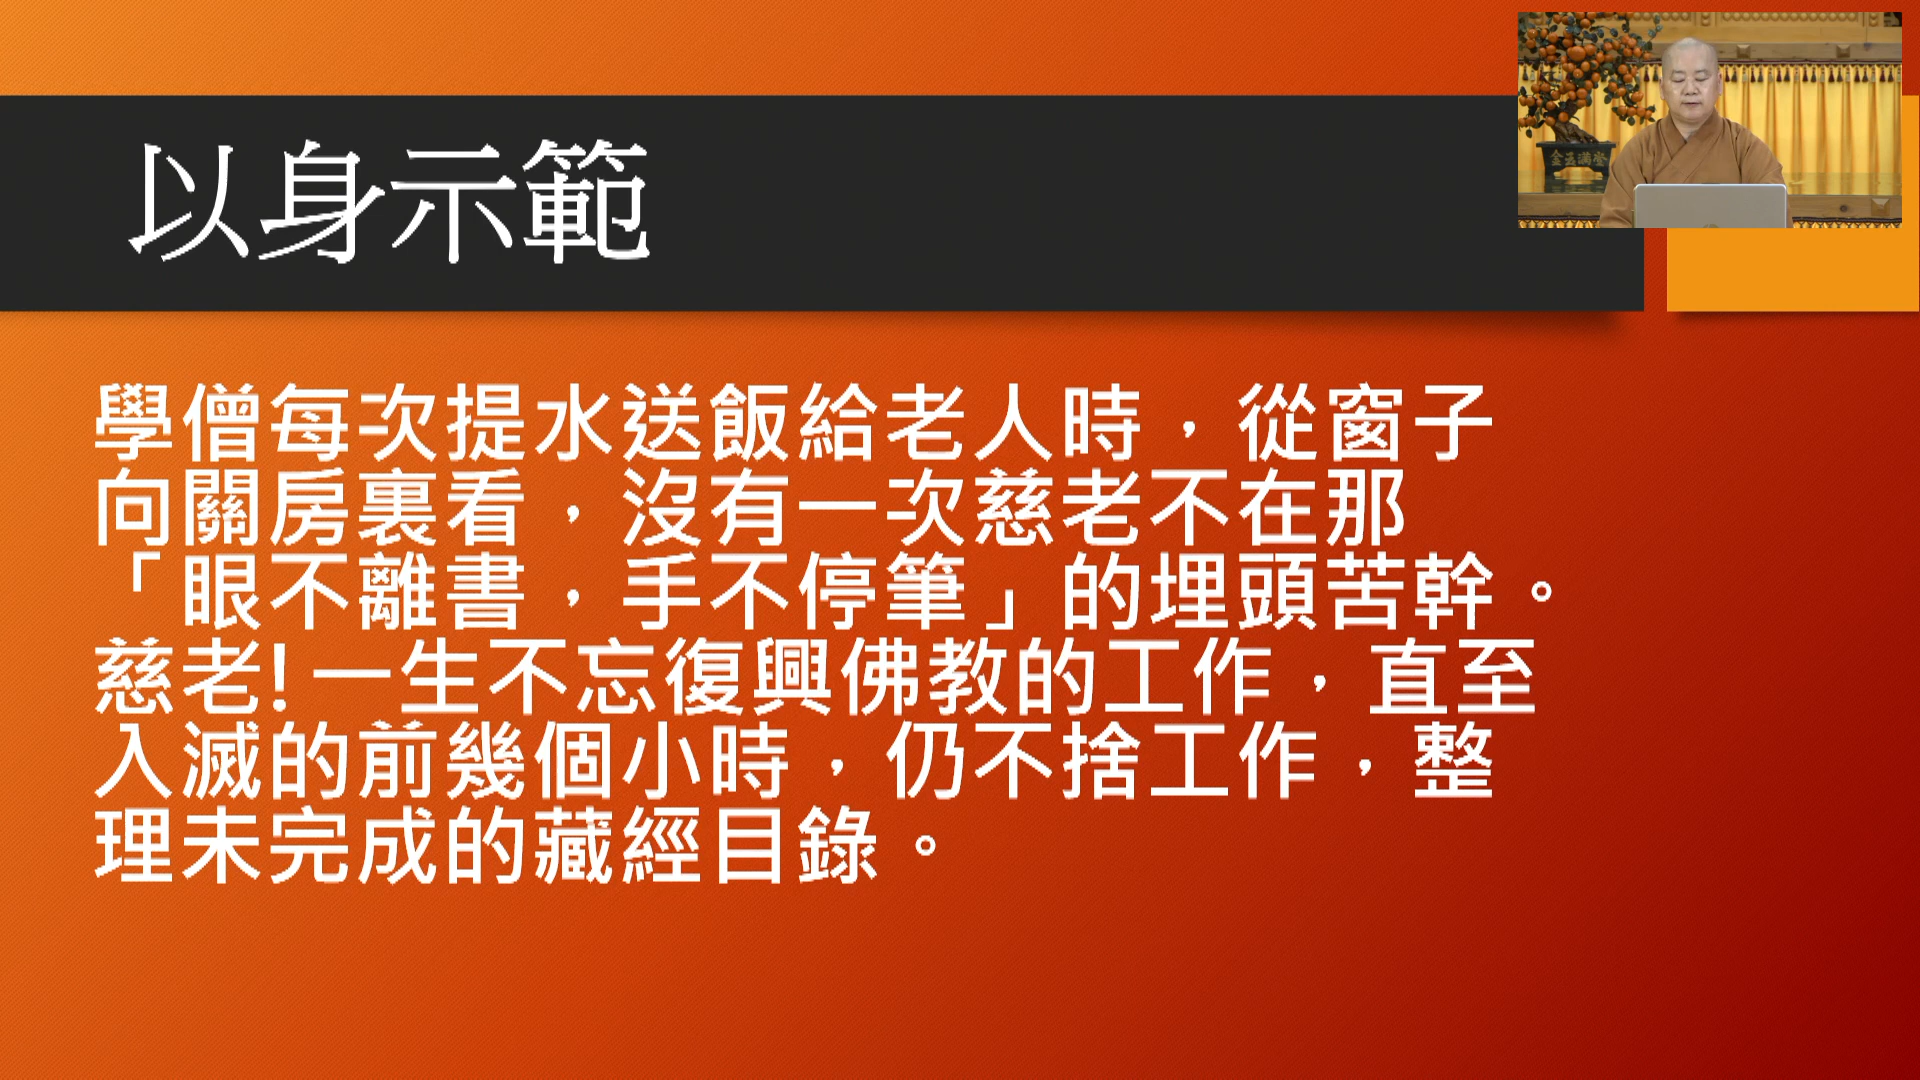 以身示範
學僧每次提水送飯給老人時，從窗子
向關房裏看，沒有一次慈老不在那
「眼不離書，手不停筆」的埋頭苦幹。
慈老!一生不忘復興佛教的工作，直至
入滅的前幾個小時，仍不捨工作，整
理未完成的藏經目錄。